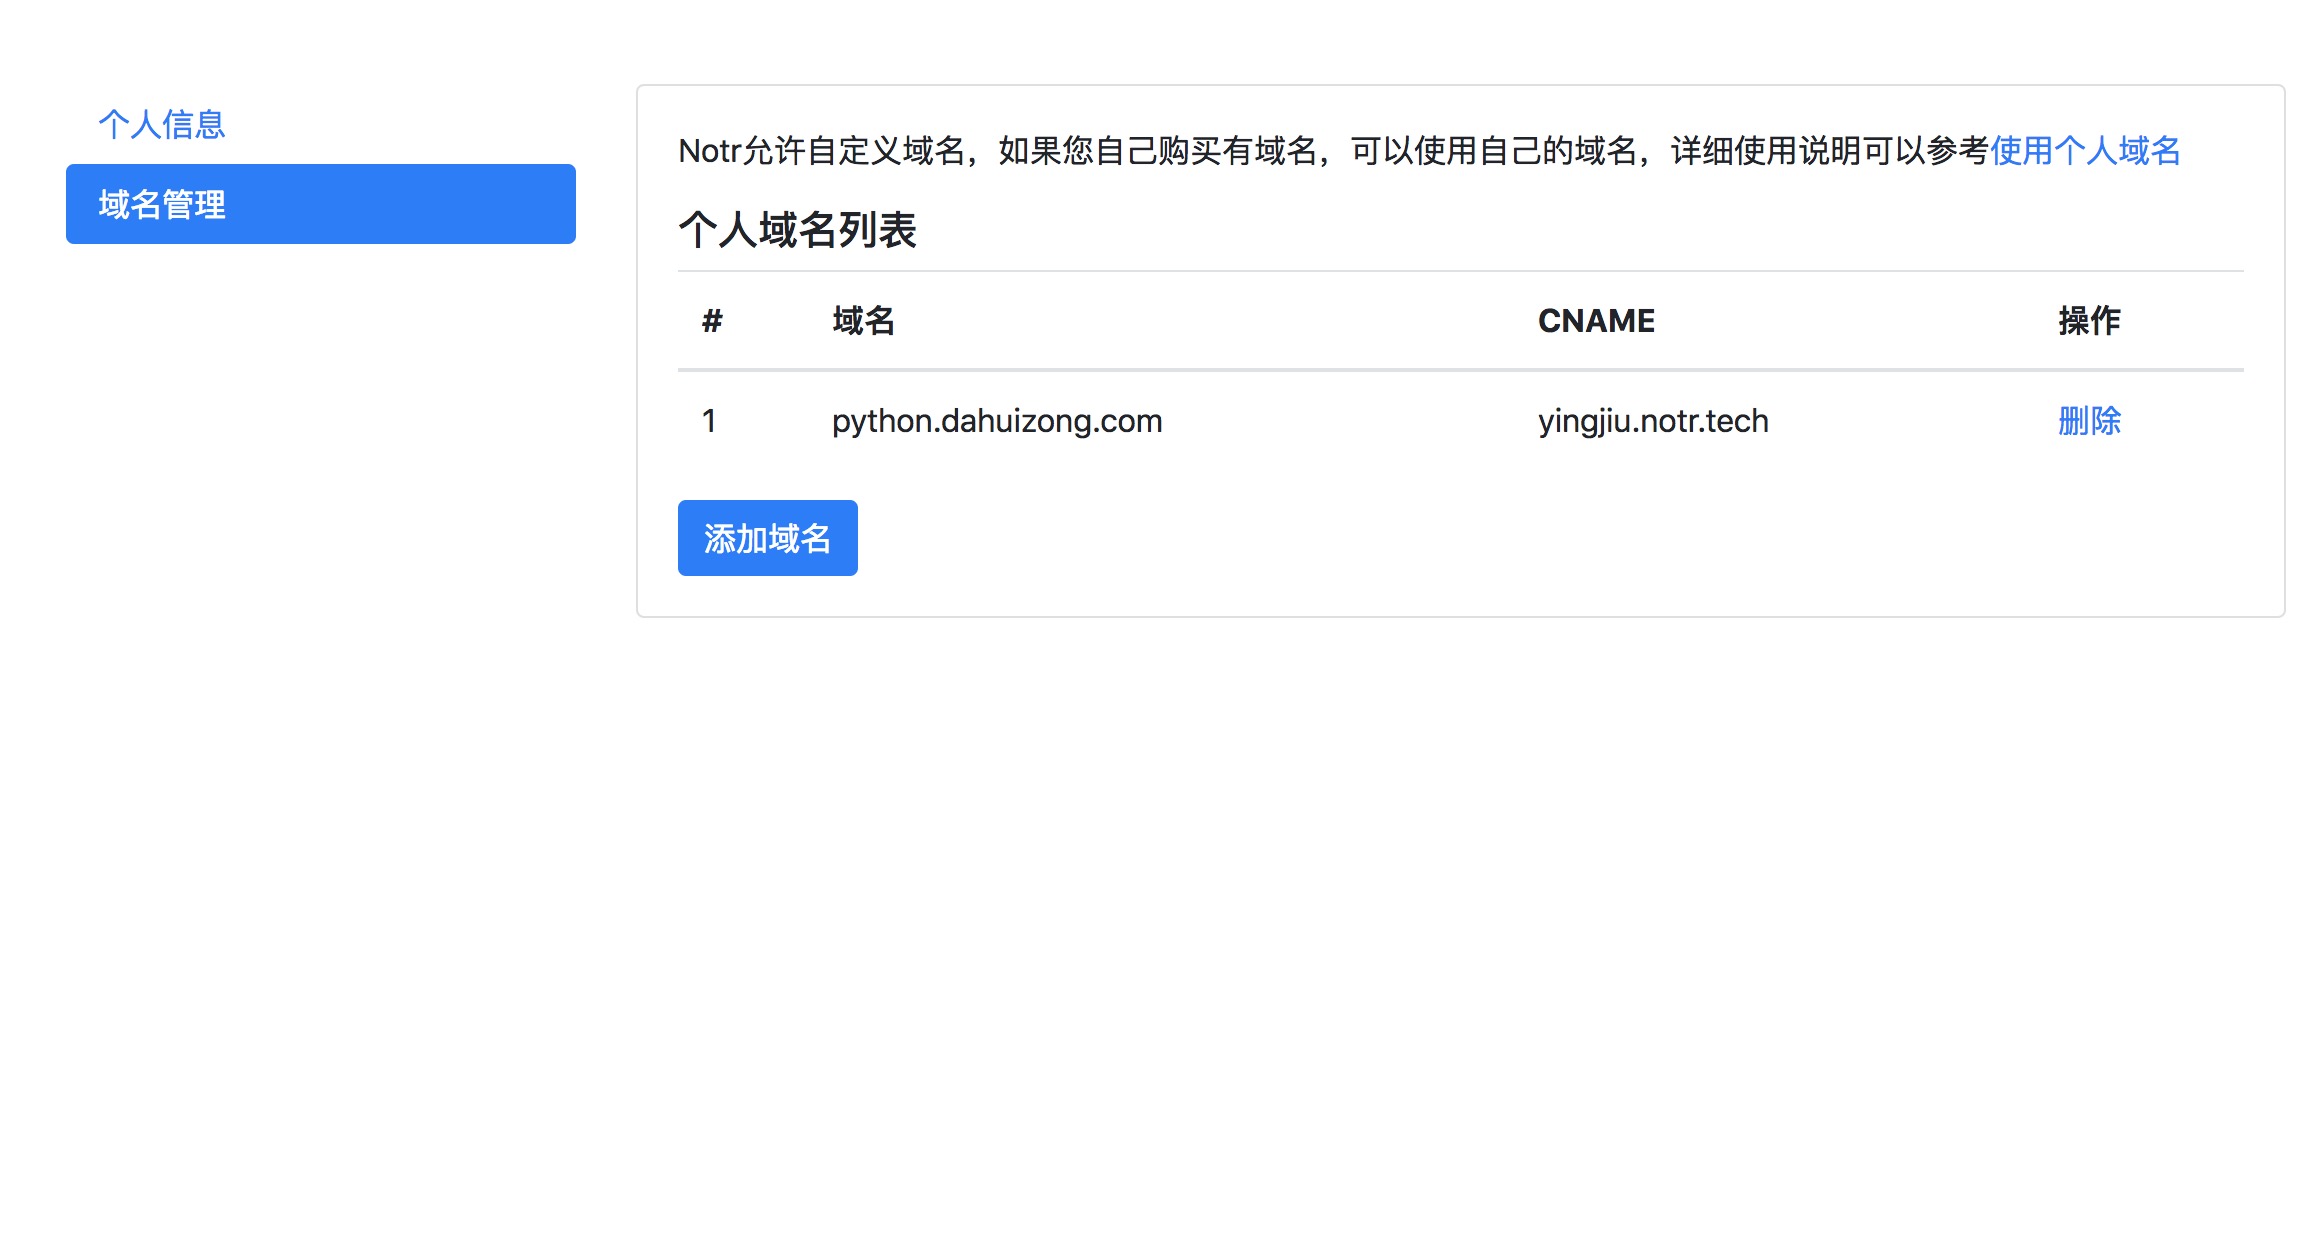 个人信息
域名管理
Notr允许自定义域名，如果您自己购买有域名，可以使用自己的域名，详细使用说明可以参考使用个人域名
个人域名列表
# 域名 CNAME 操作
1 python.dahuizong.com yingjiu.notr.tech 删除
添加域名